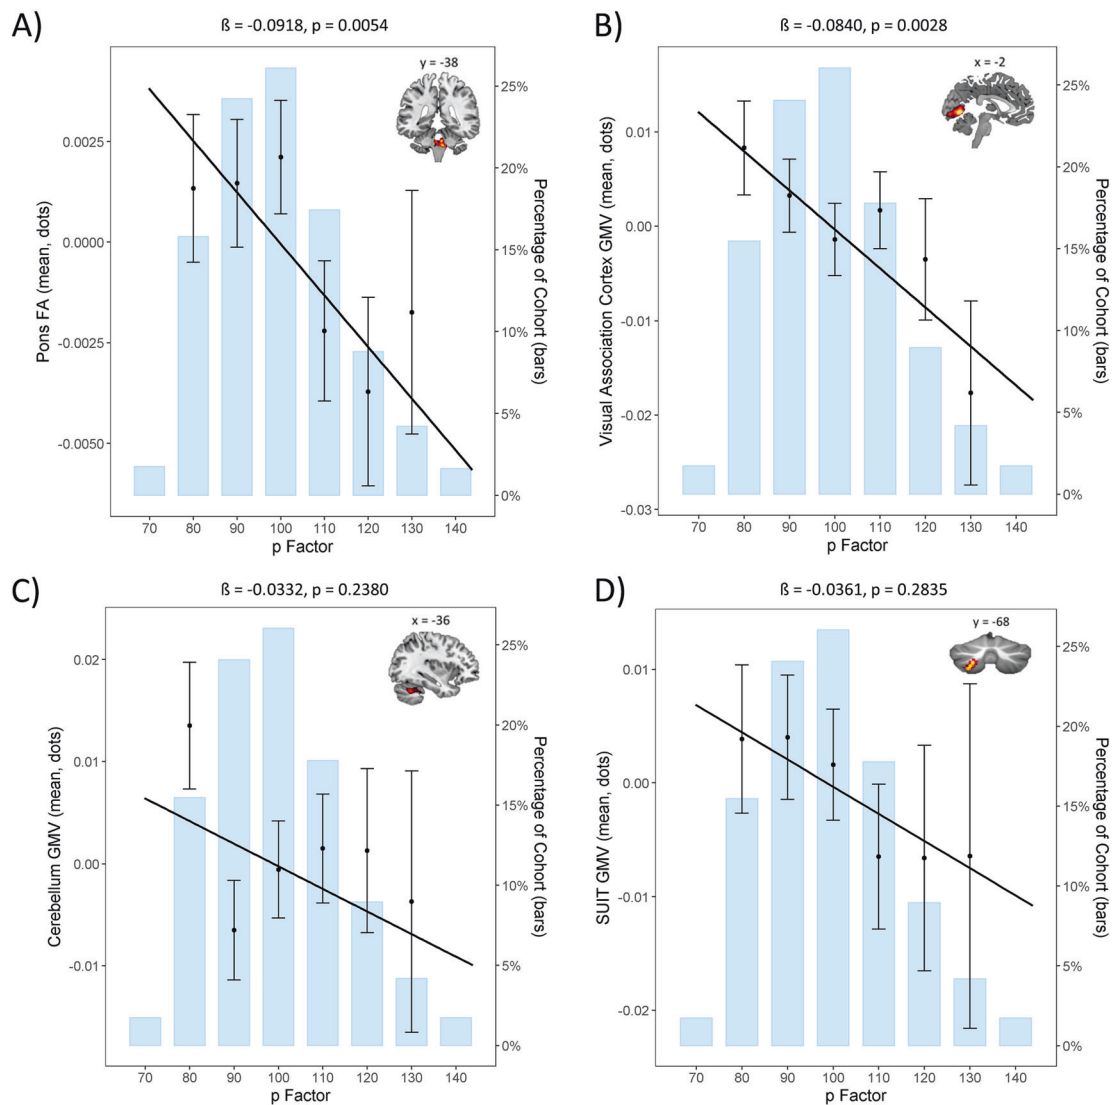 A)
ß = -0.0918, p = 0.0054
y = -38
Pons FA (mean, dots)
0.0025
0.0000
-0.0025
-0.0050
25%
20%
15%
10%
5%
0%
Percentage of Cohort (bars)
70 80 90 100 110 120 130 140
p Factor
B)
ß = -0.0840, p = 0.0028
x = -2
Visual Association Cortex GMV (mean, dots)
0.01
0.00
-0.01
-0.02
-0.03
25%
20%
15%
10%
5%
0%
Percentage of Cohort (bars)
70 80 90 100 110 120 130 140
p Factor
C)
ß = -0.0332, p = 0.2380
x = -36
Cerebellum GMV (mean, dots)
0.02
0.01
0.00
-0.01
25%
20%
15%
10%
5%
0%
Percentage of Cohort (bars)
70 80 90 100 110 120 130 140
p Factor
D)
ß = -0.0361, p = 0.2835
y = -68
SUIT GMV (mean, dots)
0.01
0.00
-0.01
-0.02
25%
20%
15%
10%
5%
0%
Percentage of Cohort (bars)
70 80 90 100 110 120 130 140
p Factor